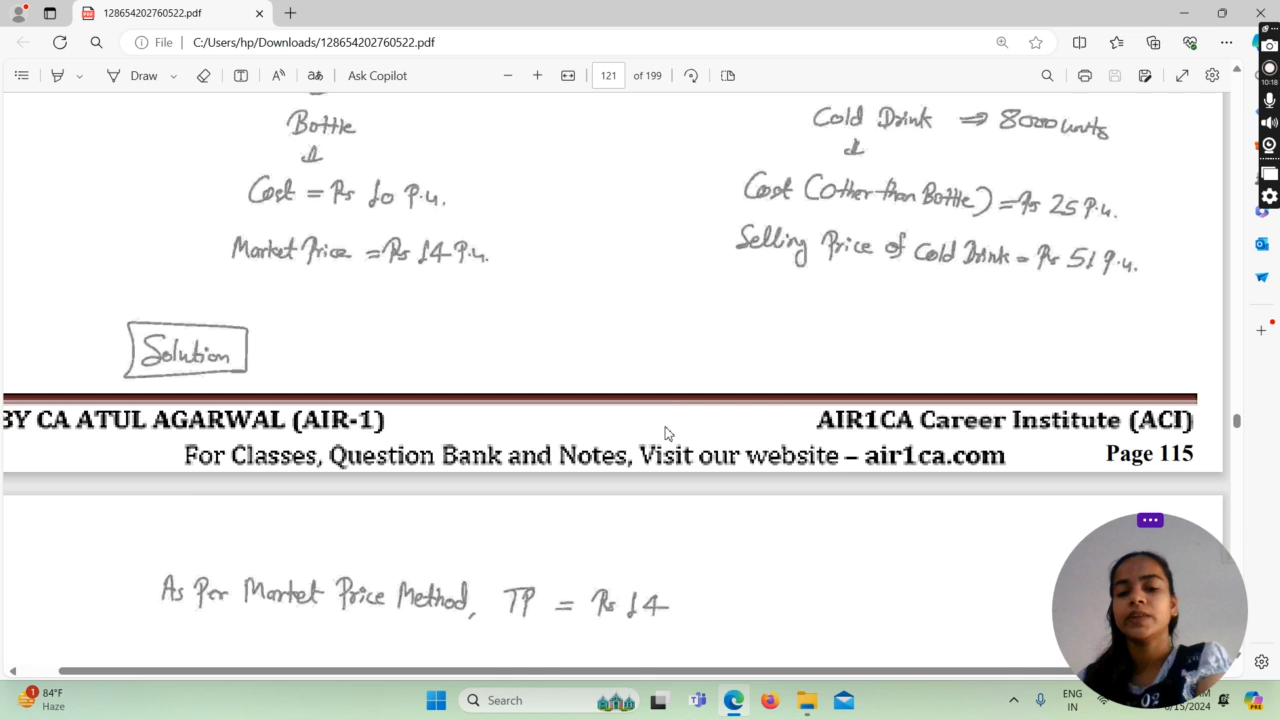 128654202760522.pdf
File C:/Users/hp/Downloads/128654202760522.pdf
Draw Ask Copilot 121 of 199
10:18
Bottle
Cost = Rs 10 P.u.
Market Price = Rs 14 P.u.
Cold Drink ⇒ 8000 units
Cost (other than Bottle) = Rs 25 P.u.
Selling Price of Cold Drink = Rs 51 P.u.
Solution
BY CA ATUL AGARWAL (AIR-1) AIR1CA Career Institute (ACI)
For Classes, Question Bank and Notes, Visit our website – air1ca.com Page 115
As Per Market Price Method, TP = Rs 14
1
84°F
Haze
Search
ENG
IN